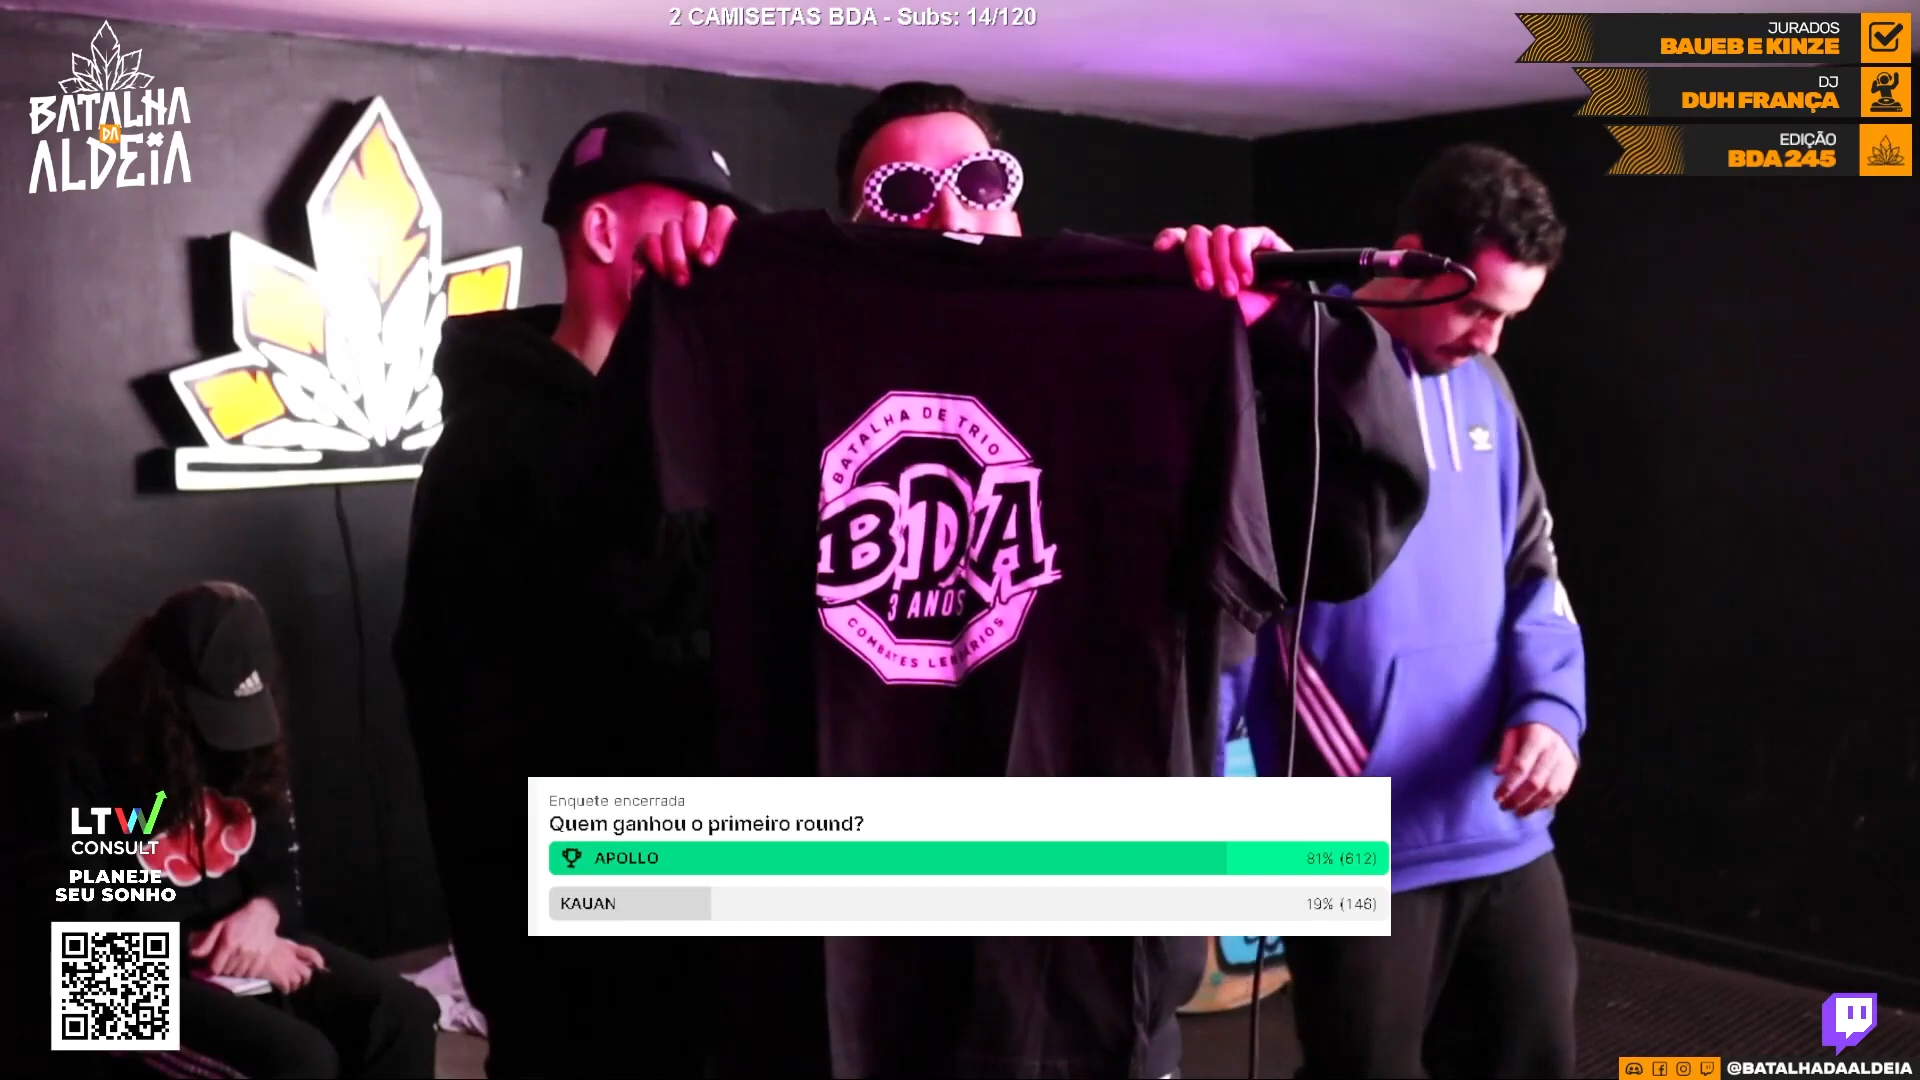 2 CAMISETAS BDA - Subs: 14/120
BATALHA
DA
ALDEIA
JURADOS
BAUEB E KINZE
DJ
DUH FRANÇA
EDIÇÃO
BDA 245
BATALHA DE TRIO
BDA
3 ANOS
COMBATES LENDÁRIOS
Enquete encerrada
Quem ganhou o primeiro round?
APOLLO 81% (612)
KAUAN 19% (146)
LTW
CONSULT
PLANEJE
SEU SONHO
@BATALHADAALDEIA